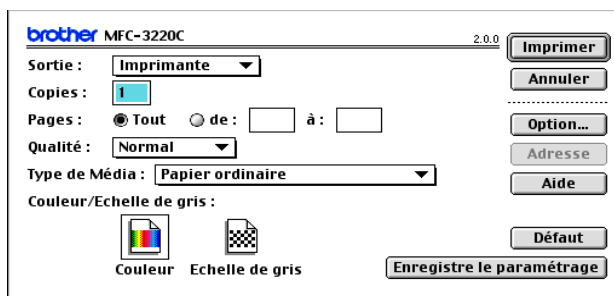 brother MFC-3220C 2.0.0
Imprimer
Sortie : Imprimante
Annuler
Copies : 1
Pages : Tout de : à :
Option...
Qualité : Normal
Adresse
Type de Média : Papier ordinaire
Aide
Couleur/Echelle de gris :
Défaut
Couleur Echelle de gris
Enregistre le paramétrage